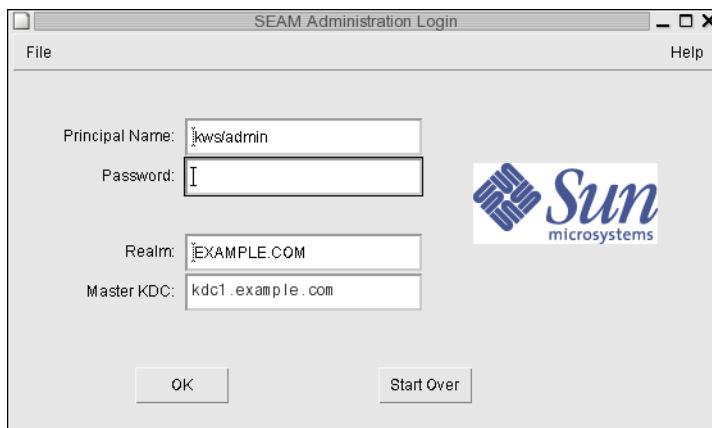 SEAM Administration Login
File Help
Principal Name: kws/admin
Password:
Sun
microsystems
Realm: EXAMPLE.COM
Master KDC: kdc1.example.com
OK Start Over